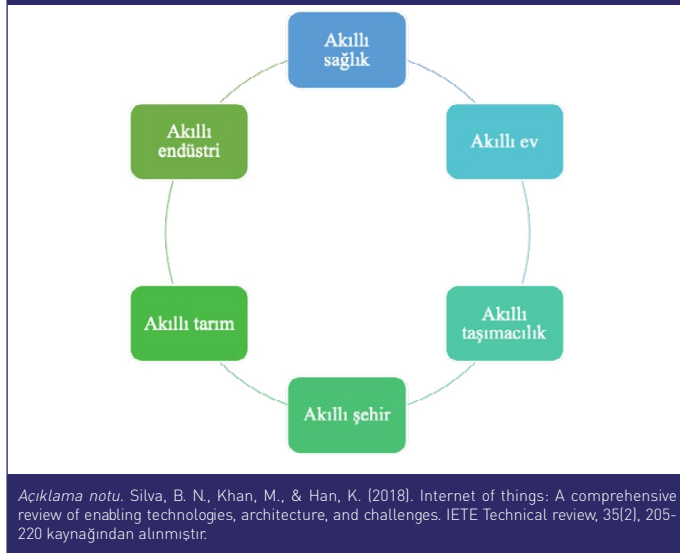 Akıllı
sağlık
Akıllı ev
Akıllı
taşımacılık
Akıllı şehir
Akıllı tarım
Akıllı
endüstri
Açıklama notu. Silva, B. N., Khan, M., & Han, K. (2018). Internet of things: A comprehensive
review of enabling technologies, architecture, and challenges. IETE Technical review, 35(2), 205-
220 kaynağından alınmıştır.